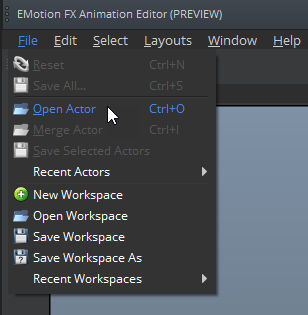 EMotion FX Animation Editor (PREVIEW)
File Edit Select Layouts Window Help
Reset Ctrl+N
Save All... Ctrl+S
Open Actor Ctrl+O
Merge Actor Ctrl+I
Save Selected Actors
Recent Actors
New Workspace
Open Workspace
Save Workspace
Save Workspace As
Recent Workspaces